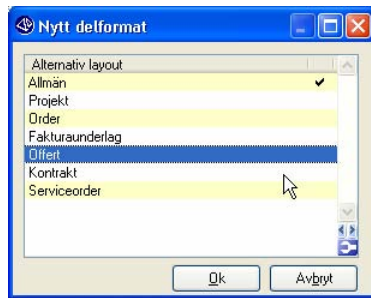 Nytt delformat
Alternativ layout
Allmän
Projekt
Order
Fakturaunderlag
Offert
Kontrakt
Serviceorder
Ok
Avbryt